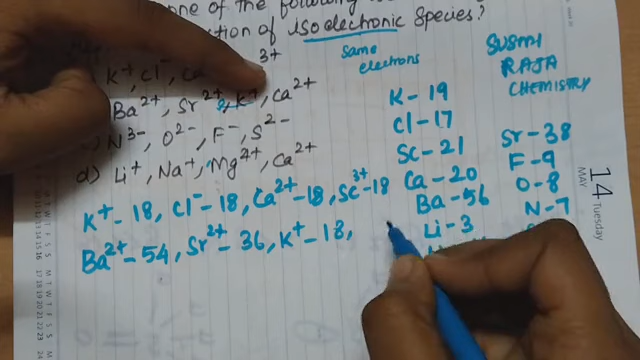 one of the following
ction of isoelectronic species?
K+, Cl-, Ca 3+
Ba2+, Sr2+, K+, Ca2+
N3-, O2-, F-, S2-
d) Li+, Na+, Mg2+, Ca2+
Same
electrons
SUSHI
RAJA
CHEMISTRY
K - 19
Cl - 17
Sc - 21
Ca - 20
Ba - 56
Li - 3
Sr - 38
F - 9
O - 8
N - 7
K+ - 18, Cl- - 18, Ca2+ - 18, Sc3+ - 18
Ba2+ - 54, Sr2+ - 36, K+ - 18,
14
MAY
Tuesday